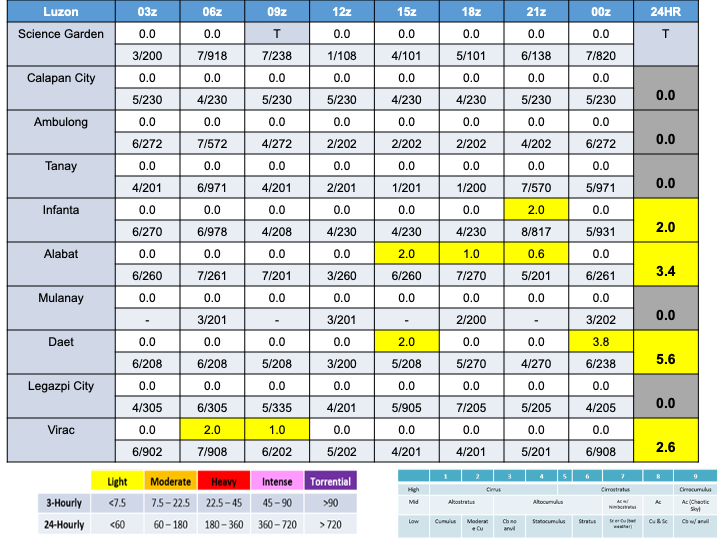 Luzon 03z 06z 09z 12z 15z 18z 21z 00z 24HR
Science Garden 0.0 0.0 T 0.0 0.0 0.0 0.0 0.0 T
3/200 7/918 7/238 1/108 4/101 5/101 6/138 7/820
Calapan City 0.0 0.0 0.0 0.0 0.0 0.0 0.0 0.0
5/230 4/230 5/230 5/230 4/230 4/230 5/230 5/230 0.0
Ambulong 0.0 0.0 0.0 0.0 0.0 0.0 0.0 0.0
6/272 7/572 4/272 2/202 2/202 2/202 4/202 6/272 0.0
Tanay 0.0 0.0 0.0 0.0 0.0 0.0 0.0 0.0
4/201 6/971 4/201 2/201 1/201 1/200 7/570 5/971 0.0
Infanta 0.0 0.0 0.0 0.0 0.0 0.0 2.0 0.0
6/270 6/978 4/208 4/230 4/230 4/230 8/817 5/931 2.0
Alabat 0.0 0.0 0.0 0.0 2.0 1.0 0.6 0.0
6/260 7/261 7/201 3/260 6/260 7/270 5/201 6/261 3.4
Mulanay 0.0 0.0 0.0 0.0 0.0 0.0 0.0 0.0
- 3/201 - 3/201 - 2/200 - 3/202 0.0
Daet 0.0 0.0 0.0 0.0 2.0 0.0 0.0 3.8
6/208 6/208 5/208 3/200 5/208 5/270 4/270 6/238 5.6
Legazpi City 0.0 0.0 0.0 0.0 0.0 0.0 0.0 0.0
4/305 6/305 5/335 4/201 5/905 7/205 5/205 4/205 0.0
Virac 0.0 2.0 1.0 0.0 0.0 0.0 0.0 0.0
6/902 7/908 6/202 5/202 4/201 4/201 5/201 6/908 2.6
Light Moderate Heavy Intense Torrential
3-Hourly <7.5 7.5 – 22.5 22.5 – 45 45 – 90 >90
24-Hourly <60 60 - 180 180 – 360 360 – 720 > 720
1 2 3 4 5 6 7 8 9
High Cirrus Cirrostratus Cirrocumulus
Mid Altostratus Altocumulus Ac w/ Nimbostratus Ac Ac (Chaotic Sky)
Low Cumulus Moderat e Cu Cb no anvil Statocumulus Stratus St or Cu (bad weather) Cu & Sc Cb w/ anvil